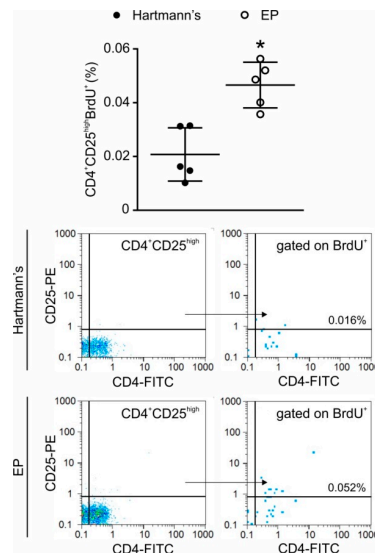 ● Hartmann's ○ EP
CD4⁺CD25ʰⁱᵍʰBrdU⁺ (%)
0.06
*
0.04
0.02
0
Hartmann's
CD25-PE
1000
100
10
1
0.1
CD4⁺CD25ʰⁱᵍʰ
0.1 1 10 100 1000
CD4-FITC
1000
100
10
1
0.1
gated on BrdU⁺
0.016%
0.1 1 10 100 1000
CD4-FITC
EP
CD25-PE
1000
100
10
1
0.1
CD4⁺CD25ʰⁱᵍʰ
0.1 1 10 100 1000
CD4-FITC
1000
100
10
1
0.1
gated on BrdU⁺
0.052%
0.1 1 10 100 1000
CD4-FITC